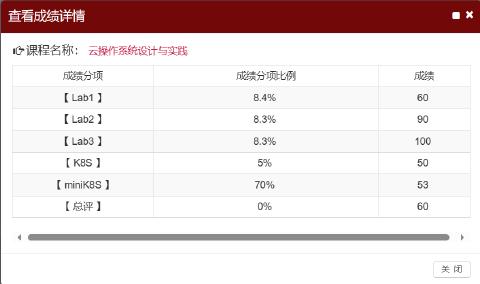 查看成绩详情
课程名称： 云操作系统设计与实践
成绩分项 成绩分项比例 成绩
【 Lab1 】 8.4% 60
【 Lab2 】 8.3% 90
【 Lab3 】 8.3% 100
【 K8S 】 5% 50
【 miniK8S 】 70% 53
【 总评 】 0% 60
关 闭